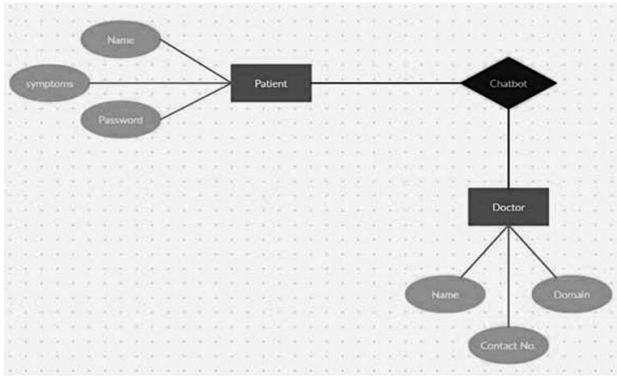 Name
symptoms
Patient
Chatbot
Password
Doctor
Name
Domain
Contact No.